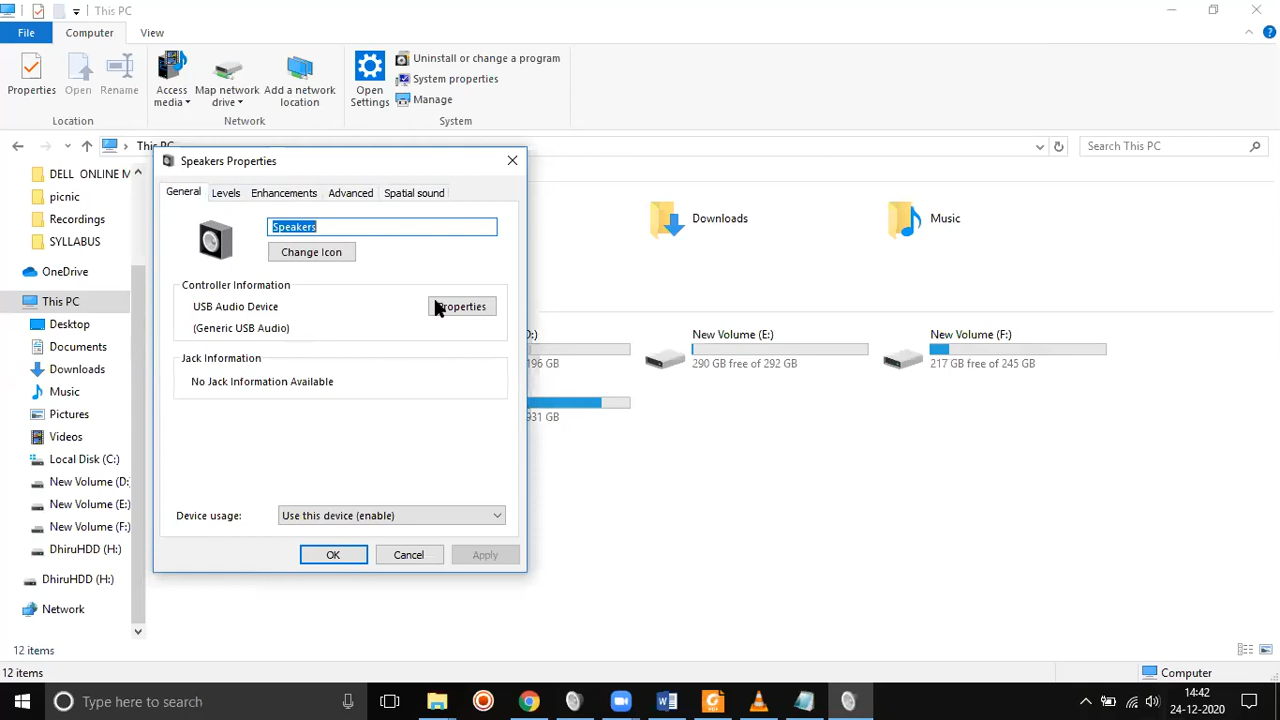 This PC
File Computer View
Properties Open Rename Access media Map network drive Add a network location Open Settings Uninstall or change a program
System properties
Manage
Location Network System
This PC Search This PC
DELL ONLINE M
picnic
Recordings
SYLLABUS
OneDrive
This PC
Desktop
Documents
Downloads
Music
Pictures
Videos
Local Disk (C:)
New Volume (D:
New Volume (E:)
New Volume (F:)
DhiruHDD (H:)
DhiruHDD (H:)
Network
Speakers Properties
General Levels Enhancements Advanced Spatial sound
Speakers
Change Icon
Controller Information
USB Audio Device Properties
(Generic USB Audio)
Jack Information
No Jack Information Available
Device usage: Use this device (enable)
OK Cancel Apply
Downloads Music
D:) New Volume (E:) New Volume (F:)
196 GB 290 GB free of 292 GB 217 GB free of 245 GB
931 GB
12 items
12 items Computer
Type here to search
14:42
24-12-2020